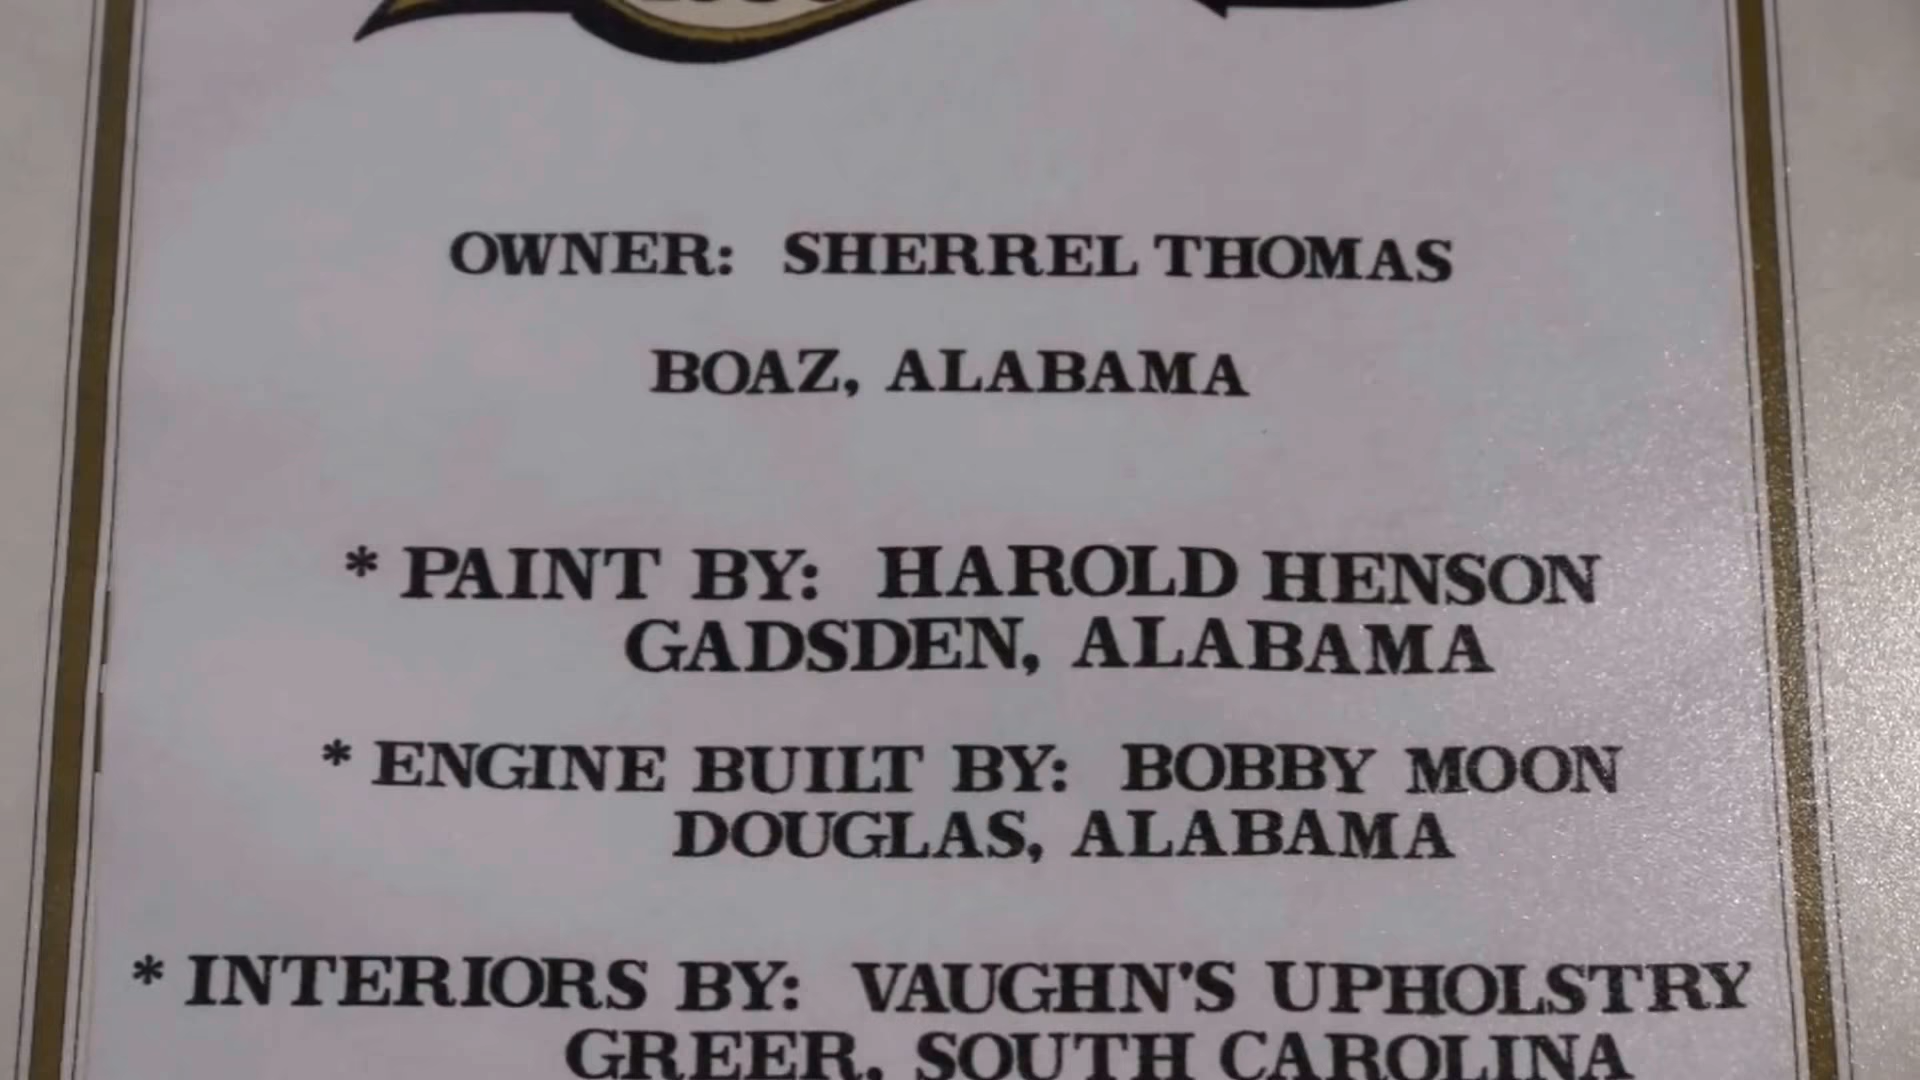 OWNER: SHERREL THOMAS
BOAZ, ALABAMA
* PAINT BY: HAROLD HENSON
GADSDEN, ALABAMA
* ENGINE BUILT BY: BOBBY MOON
DOUGLAS, ALABAMA
* INTERIORS BY: VAUGHN'S UPHOLSTRY
GREER, SOUTH CAROLINA